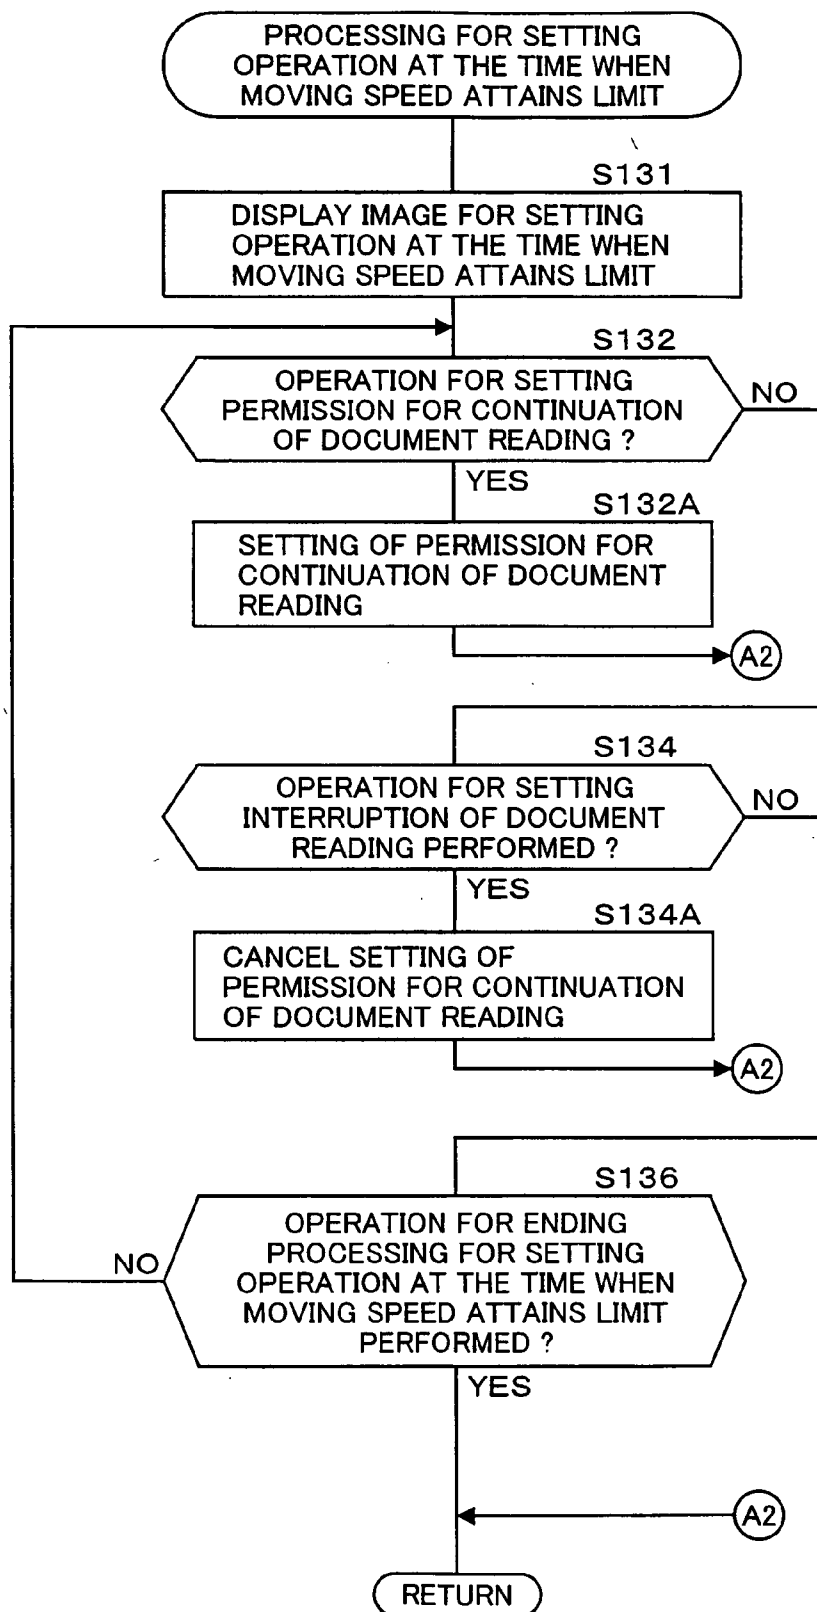 PROCESSING FOR SETTING
OPERATION AT THE TIME WHEN
MOVING SPEED ATTAINS LIMIT
S131
DISPLAY IMAGE FOR SETTING
OPERATION AT THE TIME WHEN
MOVING SPEED ATTAINS LIMIT
S132
OPERATION FOR SETTING
PERMISSION FOR CONTINUATION
OF DOCUMENT READING ?
NO
YES
S132A
SETTING OF PERMISSION FOR
CONTINUATION OF DOCUMENT
READING
A2
S134
OPERATION FOR SETTING
INTERRUPTION OF DOCUMENT
READING PERFORMED ?
NO
YES
S134A
CANCEL SETTING OF
PERMISSION FOR CONTINUATION
OF DOCUMENT READING
A2
S136
OPERATION FOR ENDING
PROCESSING FOR SETTING
OPERATION AT THE TIME WHEN
MOVING SPEED ATTAINS LIMIT
PERFORMED ?
NO
YES
A2
RETURN